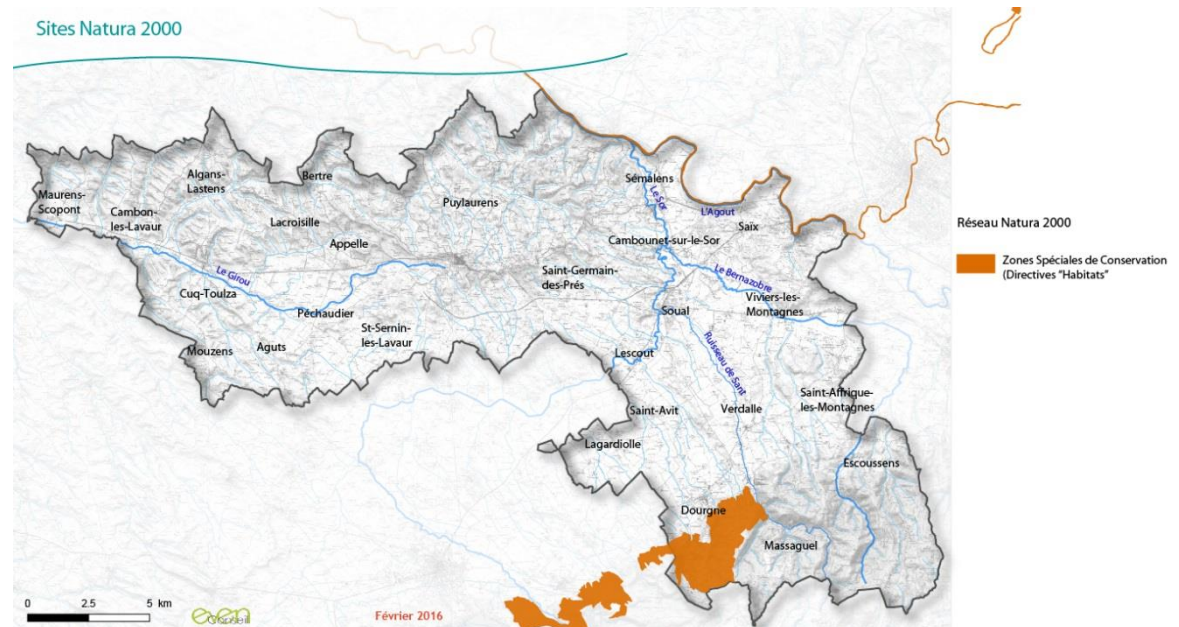 Sites Natura 2000
Maurens-
Scopont
Cambon-
les-Lavaur
Algans-
Lastens
Bertre
Lacroisille
Appelle
Puylaurens
Sémalens
Le Sor
L'Agout
Saïx
Cambounet-sur-le-Sor
Le Bernazobre
Viviers-les-
Montagnes
Saint-Germain-
des-Prés
Le Girou
Cuq-Toulza
Péchaudier
St-Sernin-
les-Lavaur
Mouzens
Aguts
Soual
Lescout
Ruisseau de Sant
Saint-Avit
Verdalle
Saint-Affrique-
les-Montagnes
Lagardiolle
Escoussens
Dourgne
Massaguel
Réseau Natura 2000
Zones Spéciales de Conservation
(Directives "Habitats"
0 2.5 5 km
even
Conseil
Février 2016